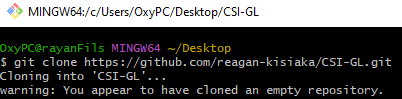 MINGW64:/c/Users/OxyPC/Desktop/CSI-GL
OxyPC@rayanFils MINGW64 ~/Desktop
$ git clone https://github.com/reagan-kisiaka/CSI-GL.git
Cloning into 'CSI-GL'...
warning: You appear to have cloned an empty repository.